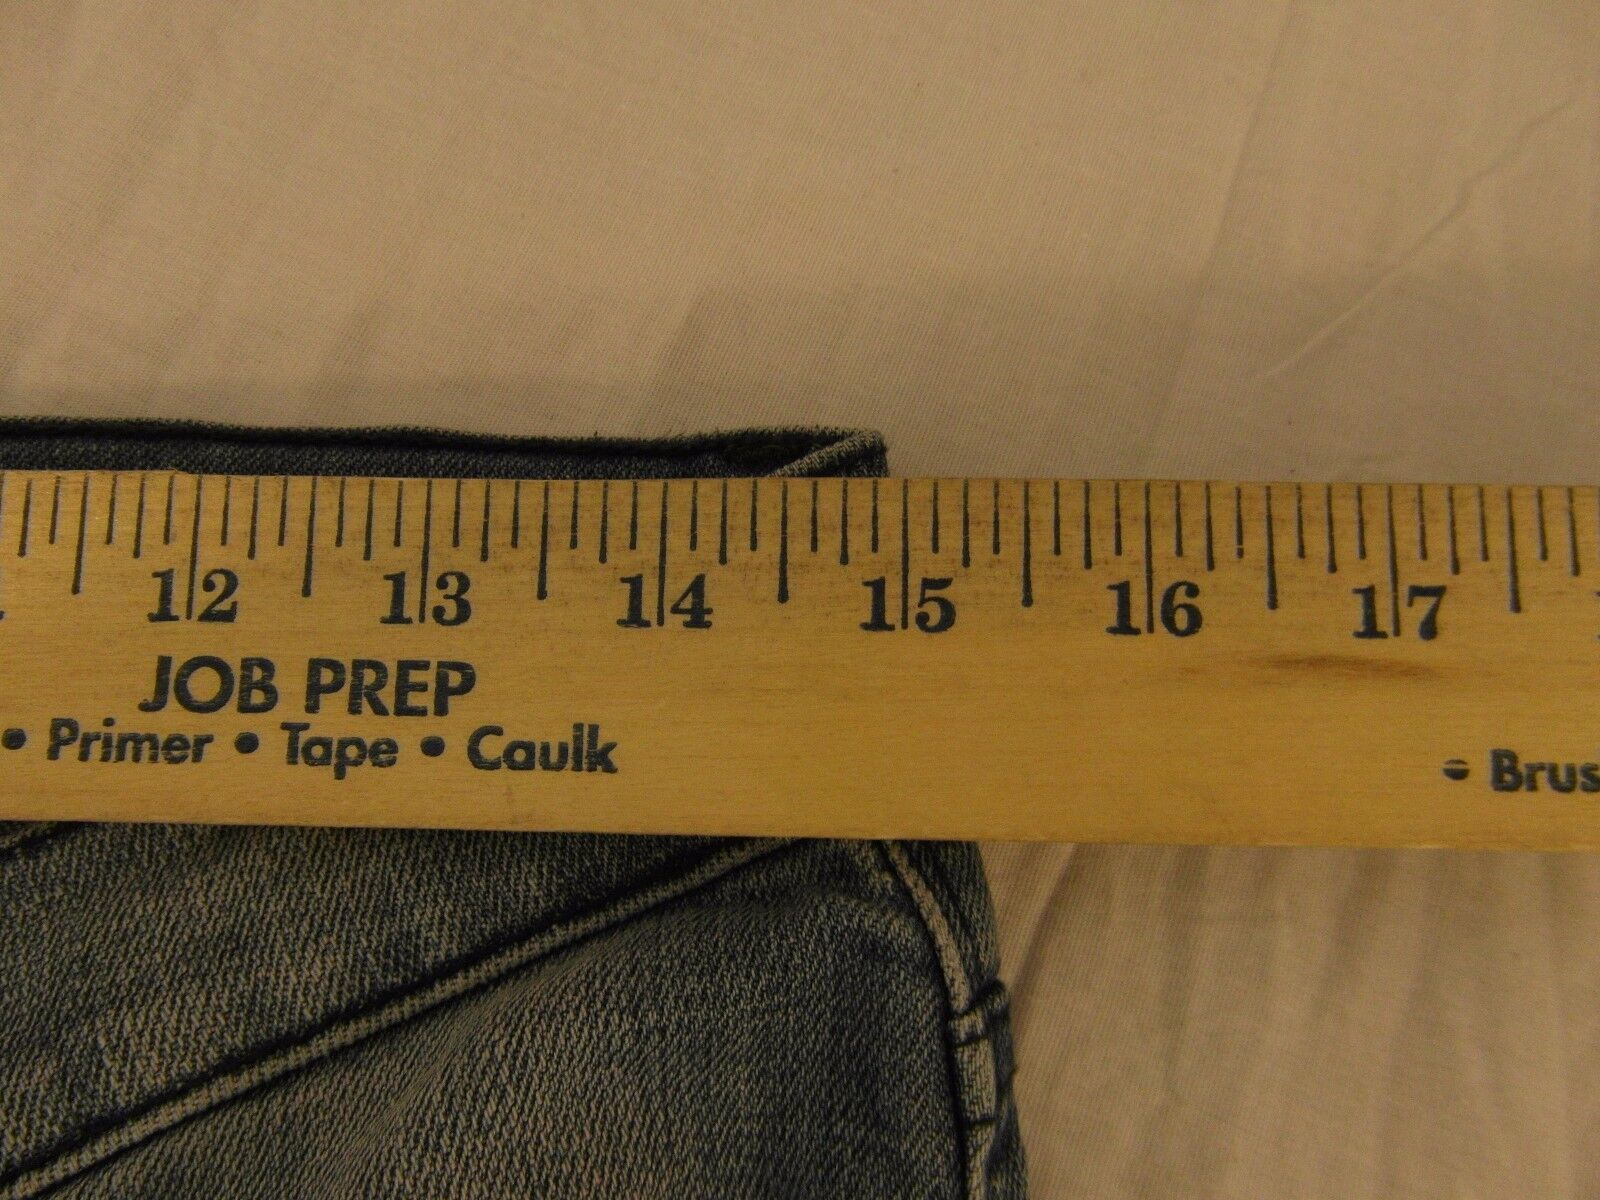 12 13 14 15 16 17
JOB PREP
• Primer • Tape • Caulk
• Brus